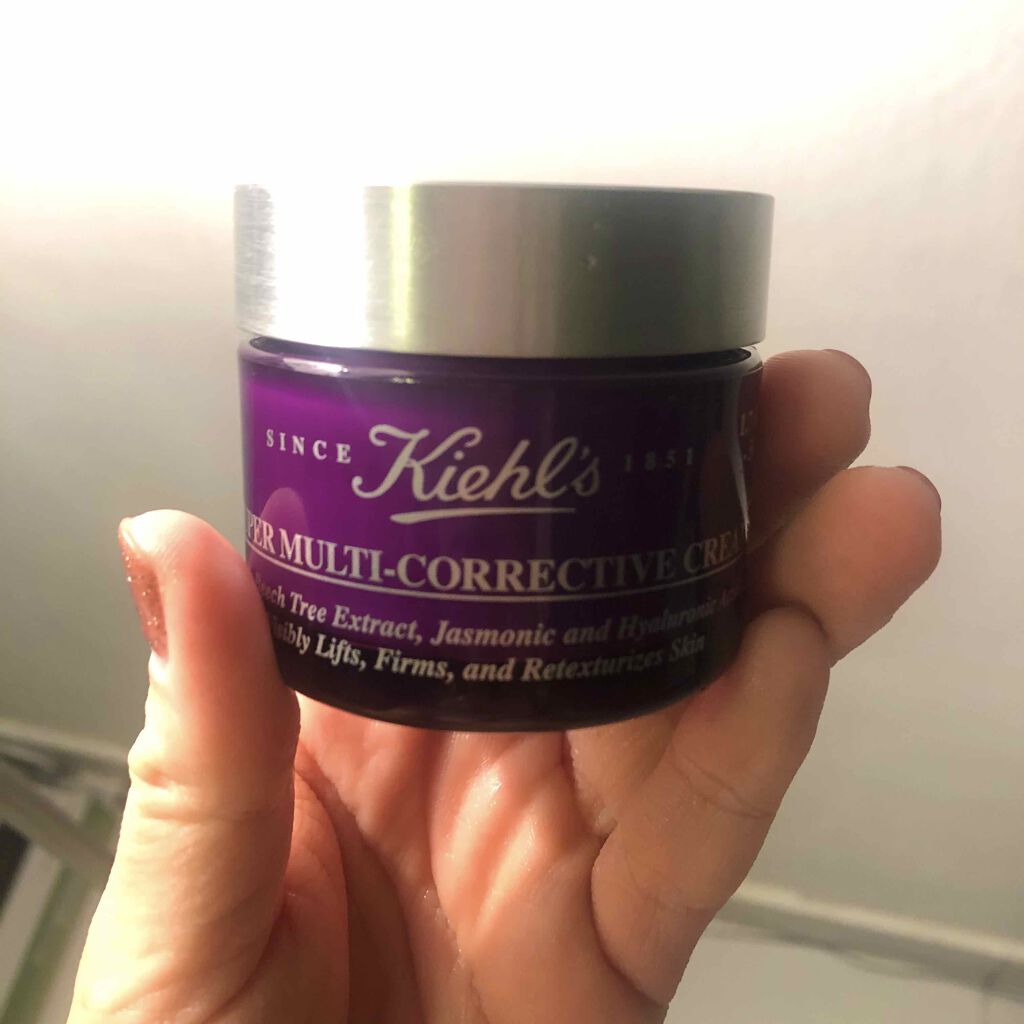 SINCE Kiehl's 1851
PER MULTI-CORRECTIVE CREA
Beech Tree Extract, Jasmonic and Hyaluronic Ac
ibly Lifts, Firms, and Retexturizes Skin